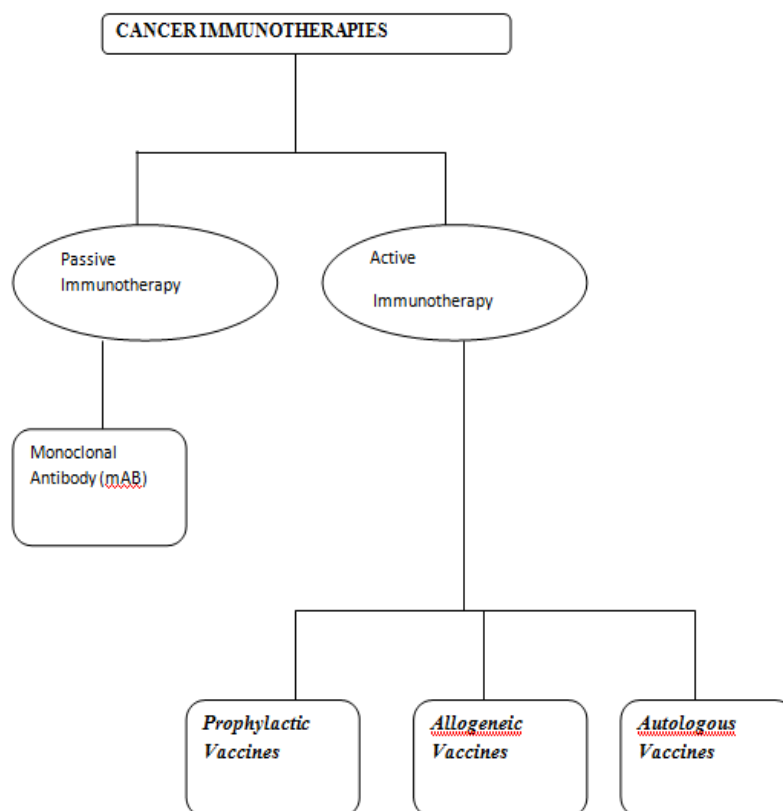 CANCER IMMUNOTHERAPIES
Passive
Immunotherapy
Active
Immunotherapy
Monoclonal
Antibody (mAB)
Prophylactic
Vaccines
Allogeneic
Vaccines
Autologous
Vaccines